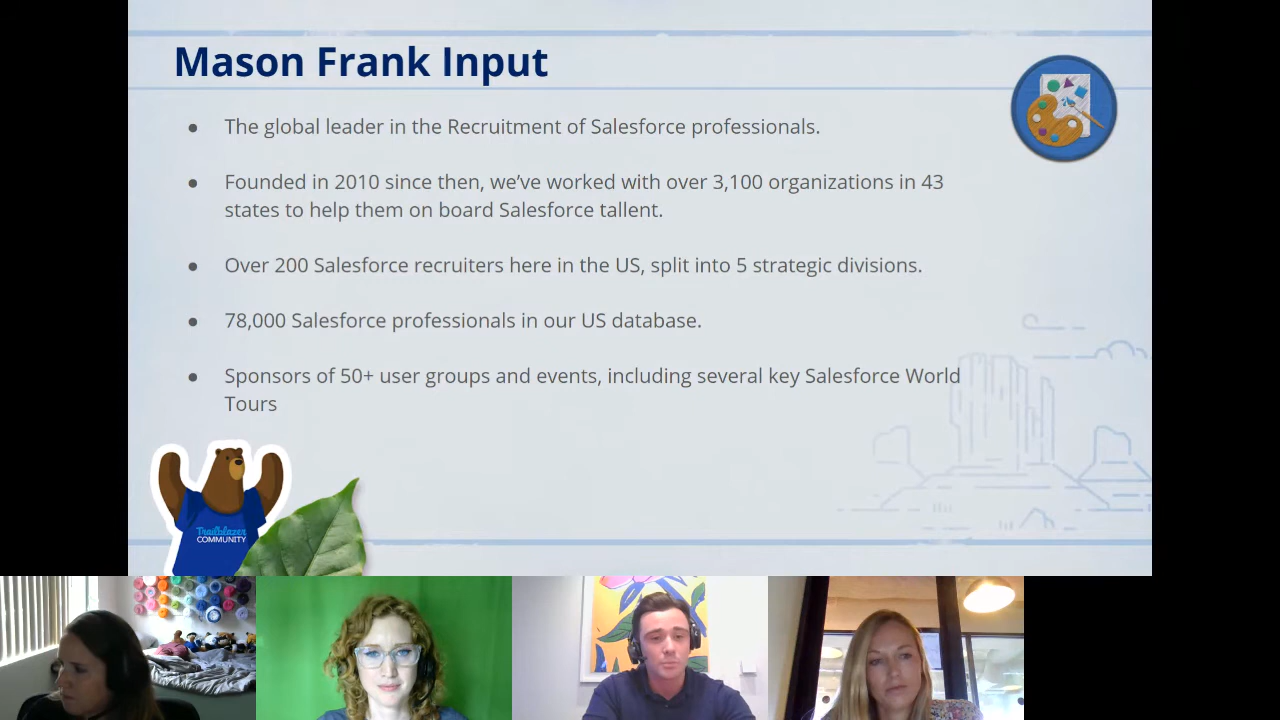 Mason Frank Input
● The global leader in the Recruitment of Salesforce professionals.
● Founded in 2010 since then, we’ve worked with over 3,100 organizations in 43
states to help them on board Salesforce tallent.
● Over 200 Salesforce recruiters here in the US, split into 5 strategic divisions.
● 78,000 Salesforce professionals in our US database.
● Sponsors of 50+ user groups and events, including several key Salesforce World
Tours
Trailblazer
COMMUNITY